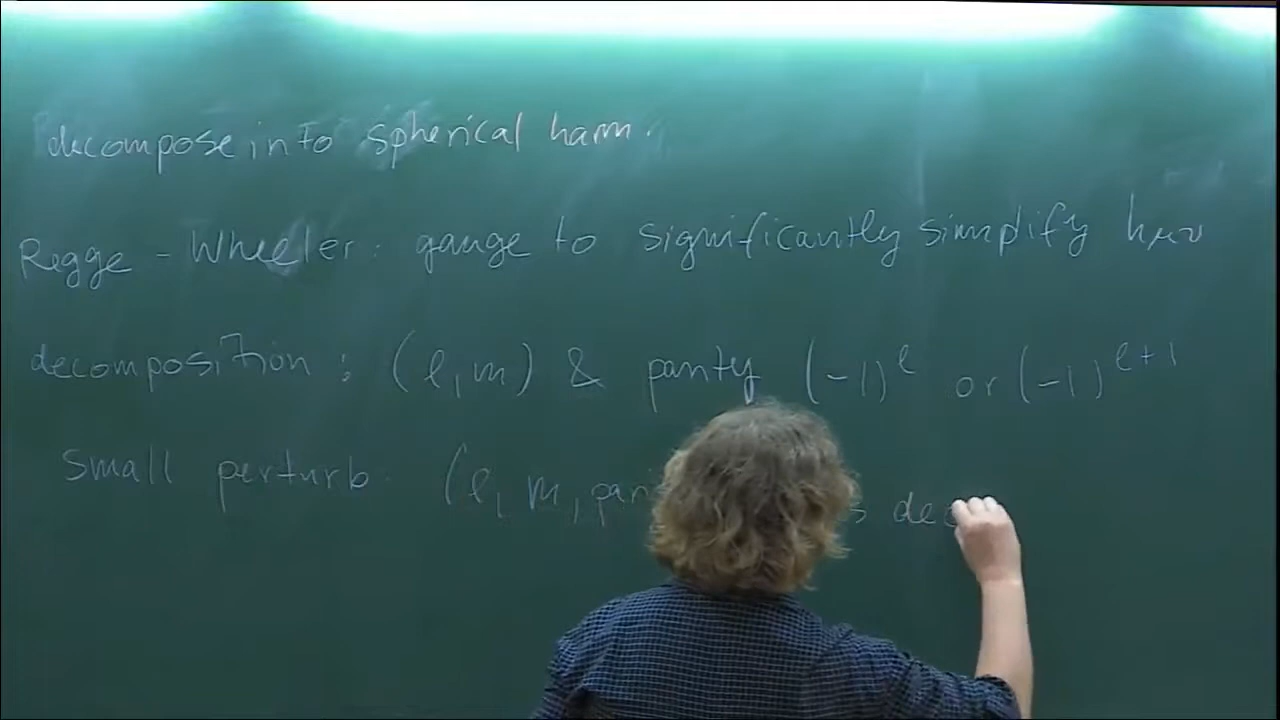 decompose into spherical harm.
Regge - Wheeler: gauge to significantly simplify hμν
decomposition : (ℓ, m) & parity (-1)^ℓ or (-1)^ℓ+1
Small perturb. (ℓ, m, par